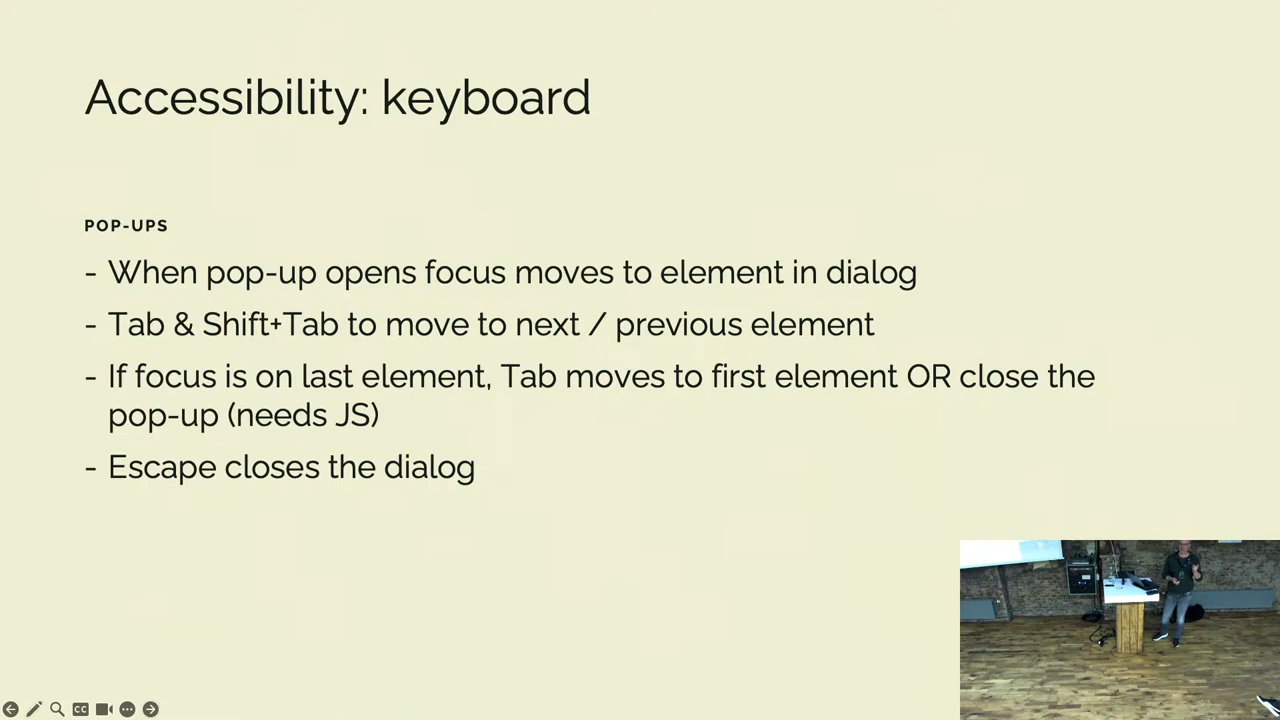 Accessibility: keyboard
POP-UPS
- When pop-up opens focus moves to element in dialog
- Tab & Shift+Tab to move to next / previous element
- If focus is on last element, Tab moves to first element OR close the
pop-up (needs JS)
- Escape closes the dialog
CC